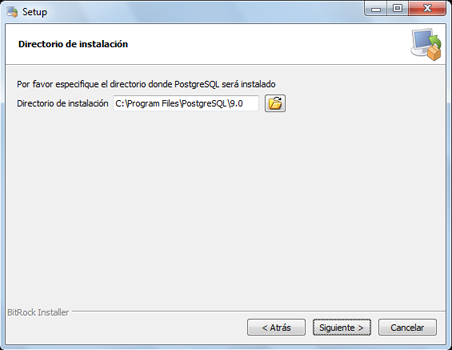 Setup
Directorio de instalación
Por favor especifique el directorio donde PostgreSQL será instalado
Directorio de instalación C:\Program Files\PostgreSQL\9.0
BitRock Installer
< Atrás Siguiente > Cancelar